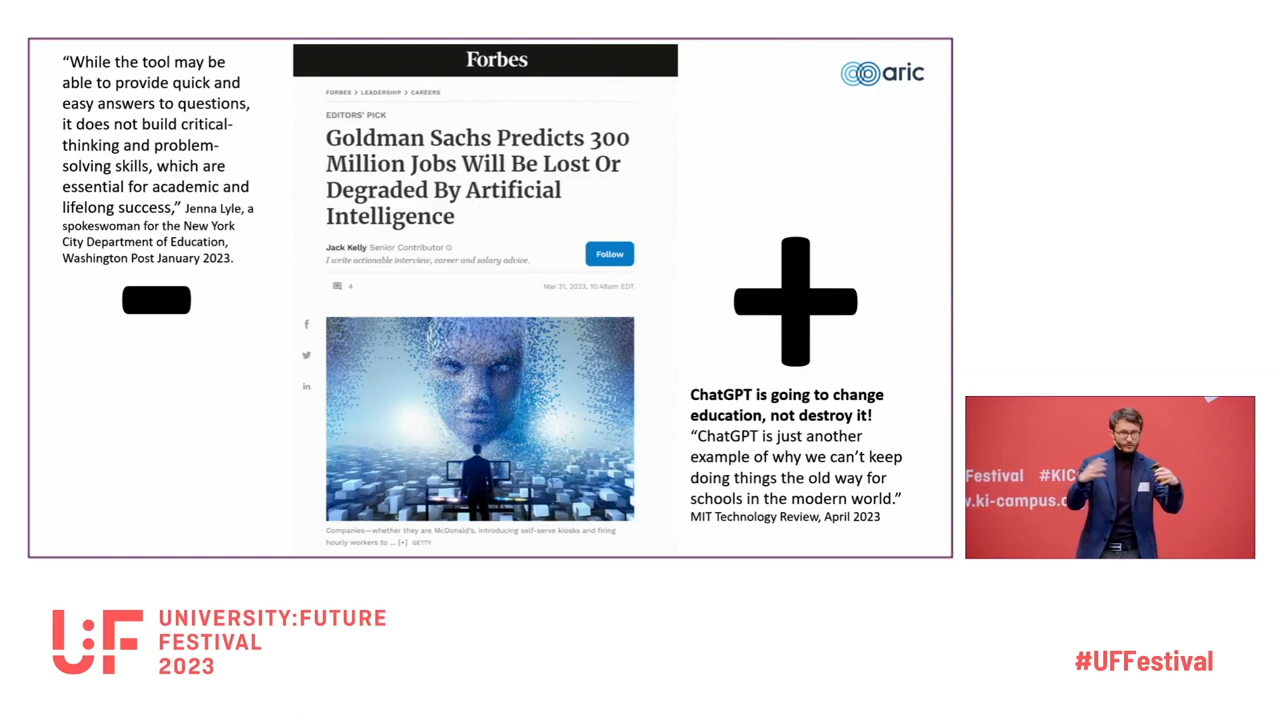 “While the tool may be
able to provide quick and
easy answers to questions,
it does not build critical-
thinking and problem-
solving skills, which are
essential for academic and
lifelong success,” Jenna Lyle, a
spokeswoman for the New York
City Department of Education,
Washington Post January 2023.
Forbes
FORBES > LEADERSHIP > CAREERS
EDITORS' PICK
Goldman Sachs Predicts 300
Million Jobs Will Be Lost Or
Degraded By Artificial
Intelligence
Jack Kelly Senior Contributor
I write actionable interview, career and salary advice.
Follow
4
Mar 31, 2023, 10:48am EDT
Companies—whether they are McDonald's, introducing self-serve kiosks and firing
hourly workers to ... [+] GETTY
aric
ChatGPT is going to change
education, not destroy it!
“ChatGPT is just another
example of why we can’t keep
doing things the old way for
schools in the modern world.”
MIT Technology Review, April 2023
Festival #KIC
w.ki-campus.o
U:F
UNIVERSITY:FUTURE
FESTIVAL
2023
#UFFestival